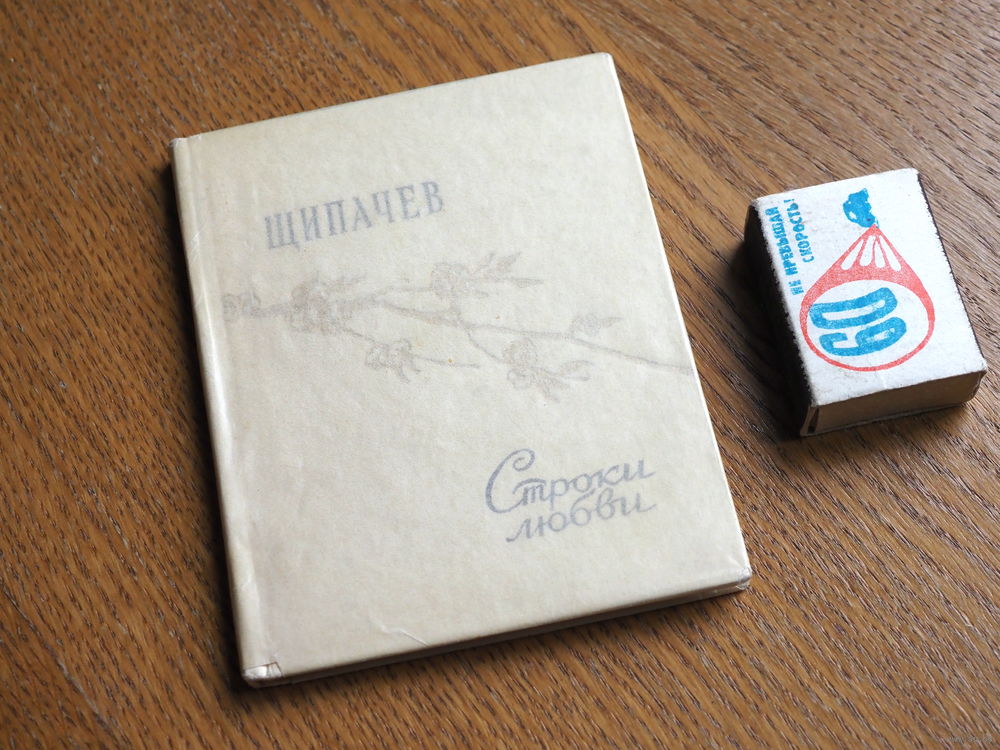 ЩИПАЧЕВ
Строки
любви
НЕ ПРЕВЫШАЙ
СКОРОСТЬ!
60